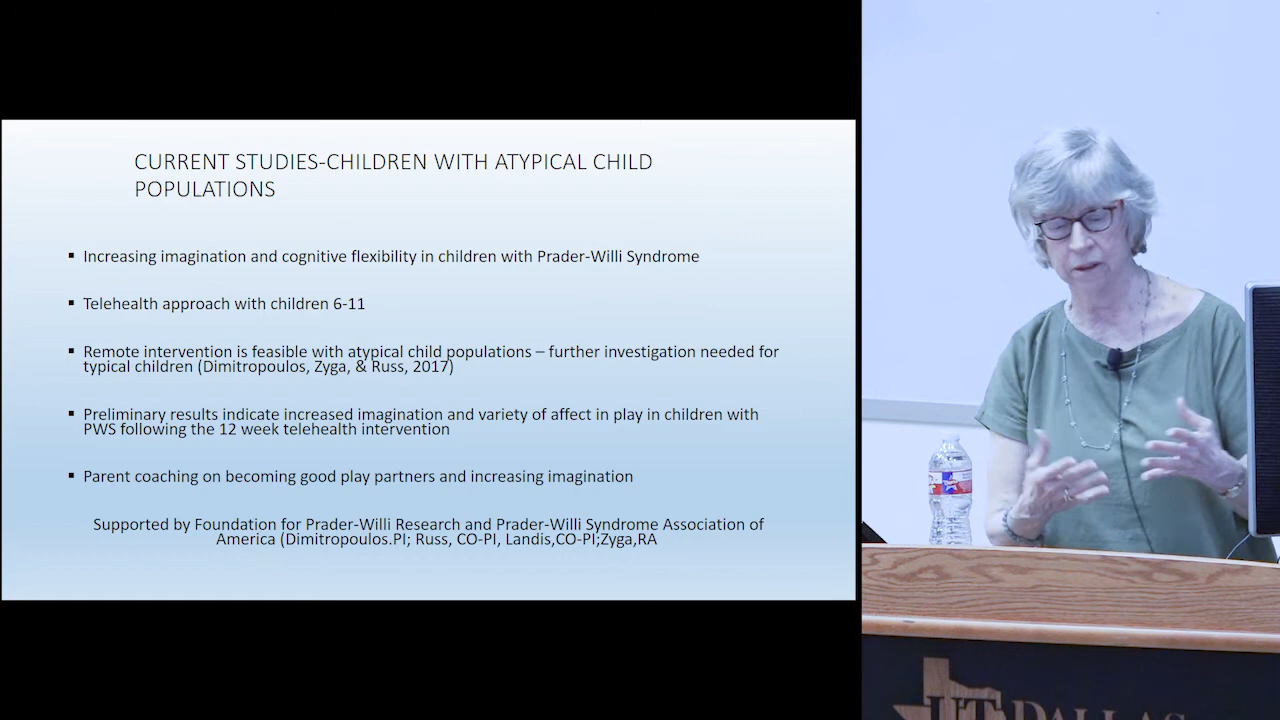 CURRENT STUDIES-CHILDREN WITH ATYPICAL CHILD
POPULATIONS
▪ Increasing imagination and cognitive flexibility in children with Prader-Willi Syndrome
▪ Telehealth approach with children 6-11
▪ Remote intervention is feasible with atypical child populations – further investigation needed for
typical children (Dimitropoulos, Zyga, & Russ, 2017)
▪ Preliminary results indicate increased imagination and variety of affect in play in children with
PWS following the 12 week telehealth intervention
▪ Parent coaching on becoming good play partners and increasing imagination
Supported by Foundation for Prader-Willi Research and Prader-Willi Syndrome Association of
America (Dimitropoulos.PI; Russ, CO-PI, Landis,CO-PI;Zyga,RA
UT DALLAS